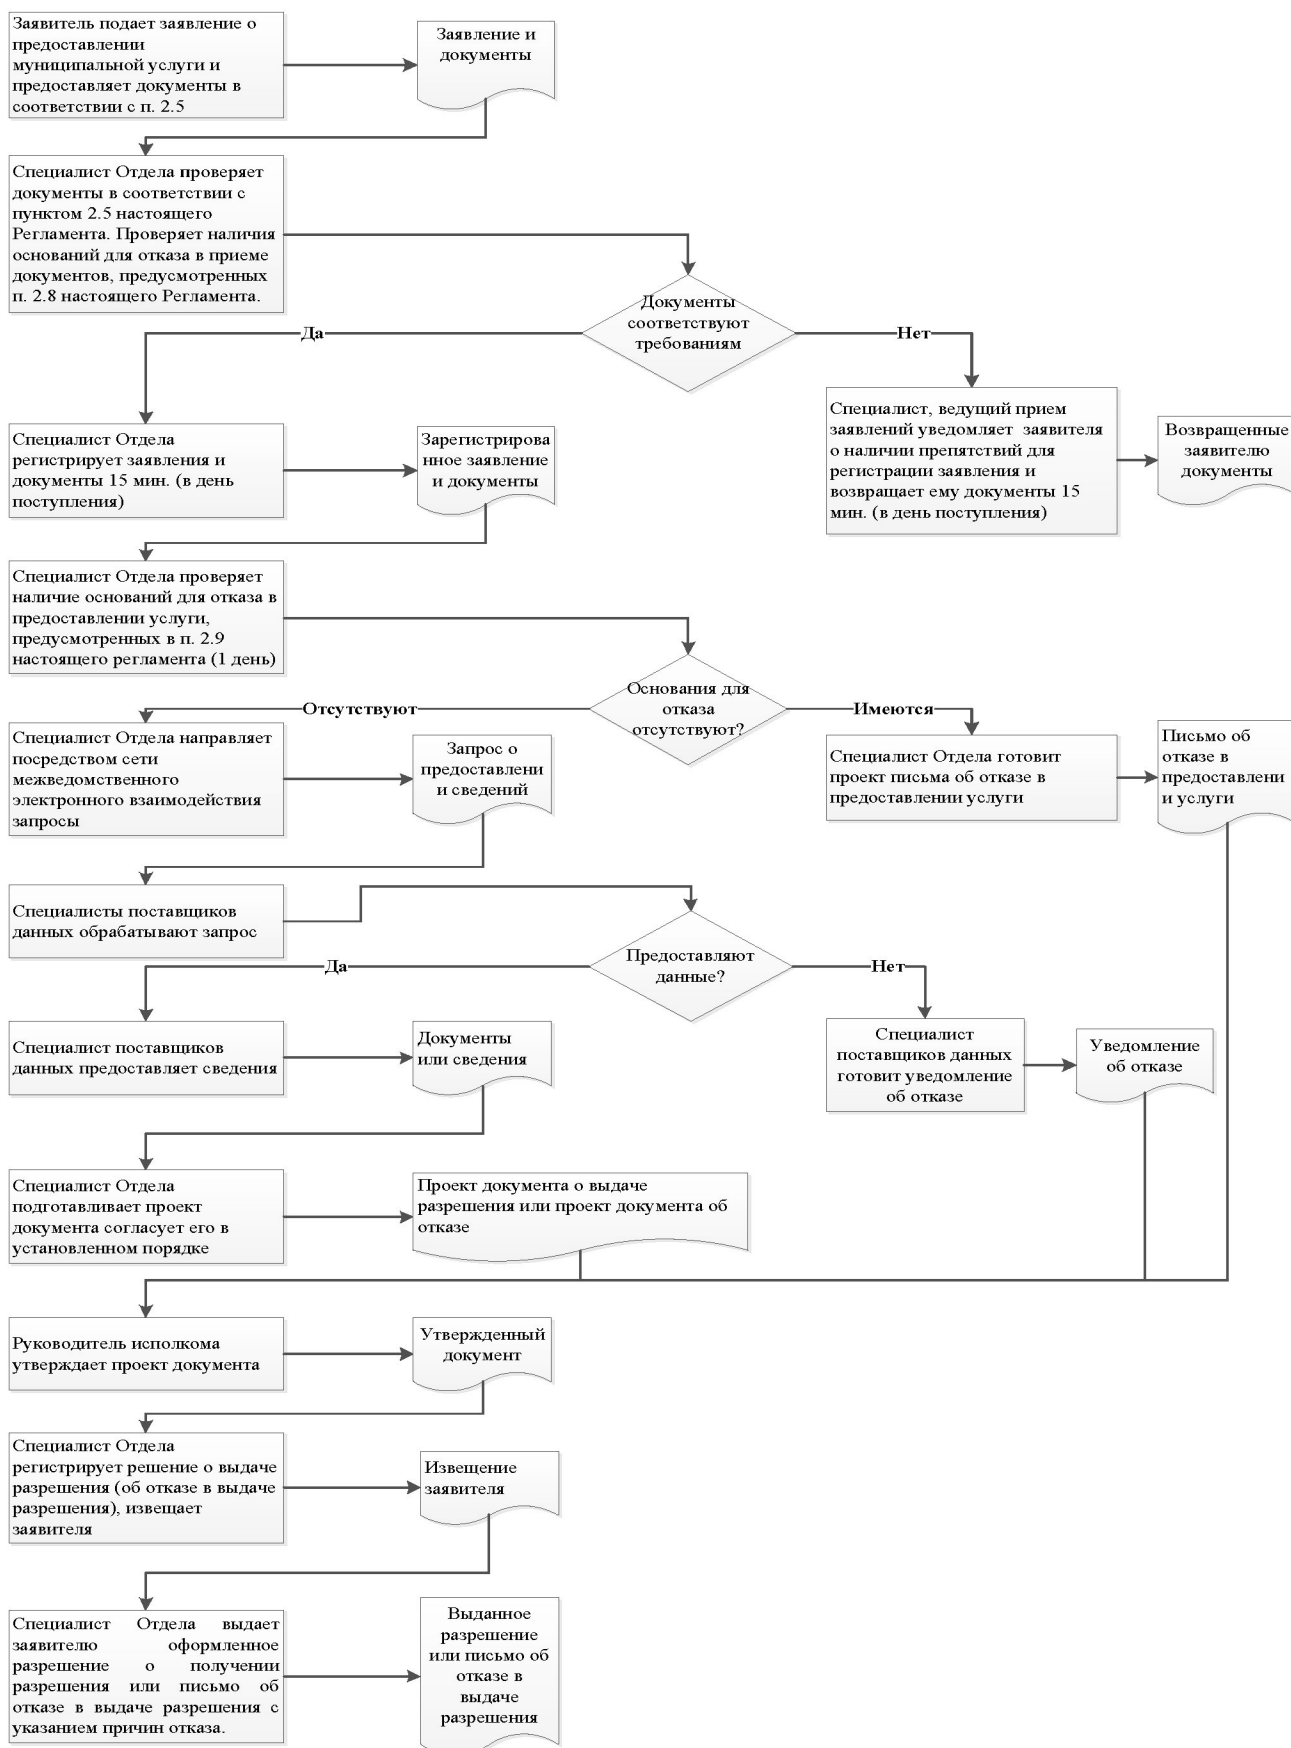 Заявитель подает заявление о
предоставлении
муниципальной услуги и
предоставляет документы в
соответствии с п. 2.5
Заявление и
документы
Специалист Отдела проверяет
документы в соответствии с
пунктом 2.5 настоящего
Регламента. Проверяет наличия
оснований для отказа в приеме
документов, предусмотренных
п. 2.8 настоящего Регламента.
Документы
соответствуют
требованиям
Да
Нет
Специалист Отдела
регистрирует заявления и
документы 15 мин. (в день
поступления)
Зарегистрирова
нное заявление
и документы
Специалист, ведущий прием
заявлений уведомляет заявителя
о наличии препятствий для
регистрации заявления и
возвращает ему документы 15
мин. (в день поступления)
Возвращенные
заявителю
документы
Специалист Отдела проверяет
наличие оснований для отказа в
предоставлении услуги,
предусмотренных в п. 2.9
настоящего регламента (1 день)
Основания для
отказа
отсутствуют?
Отсутствуют
Имеются
Специалист Отдела направляет
посредством сети
межведомственного
электронного взаимодействия
запросы
Запрос о
предоставлени
и сведений
Специалист Отдела готовит
проект письма об отказе в
предоставлении услуги
Письмо об
отказе в
предоставлени
и услуги
Специалисты поставщиков
данных обрабатывают запрос
Предоставляют
данные?
Да
Нет
Специалист поставщиков
данных предоставляет сведения
Документы
или сведения
Специалист
поставщиков данных
готовит уведомление
об отказе
Уведомление
об отказе
Специалист Отдела
подготавливает проект
документа согласует его в
установленном порядке
Проект документа о выдаче
разрешения или проект документа об
отказе
Руководитель исполкома
утверждает проект документа
Утвержденный
документ
Специалист Отдела
регистрирует решение о выдаче
разрешения (об отказе в выдаче
разрешения), извещает
заявителя
Извещение
заявителя
Специалист Отдела выдает
заявителю оформленное
разрешение о получении
разрешения или письмо об
отказе в выдаче разрешения с
указанием причин отказа.
Выданное
разрешение
или письмо об
отказе в
выдаче
разрешения